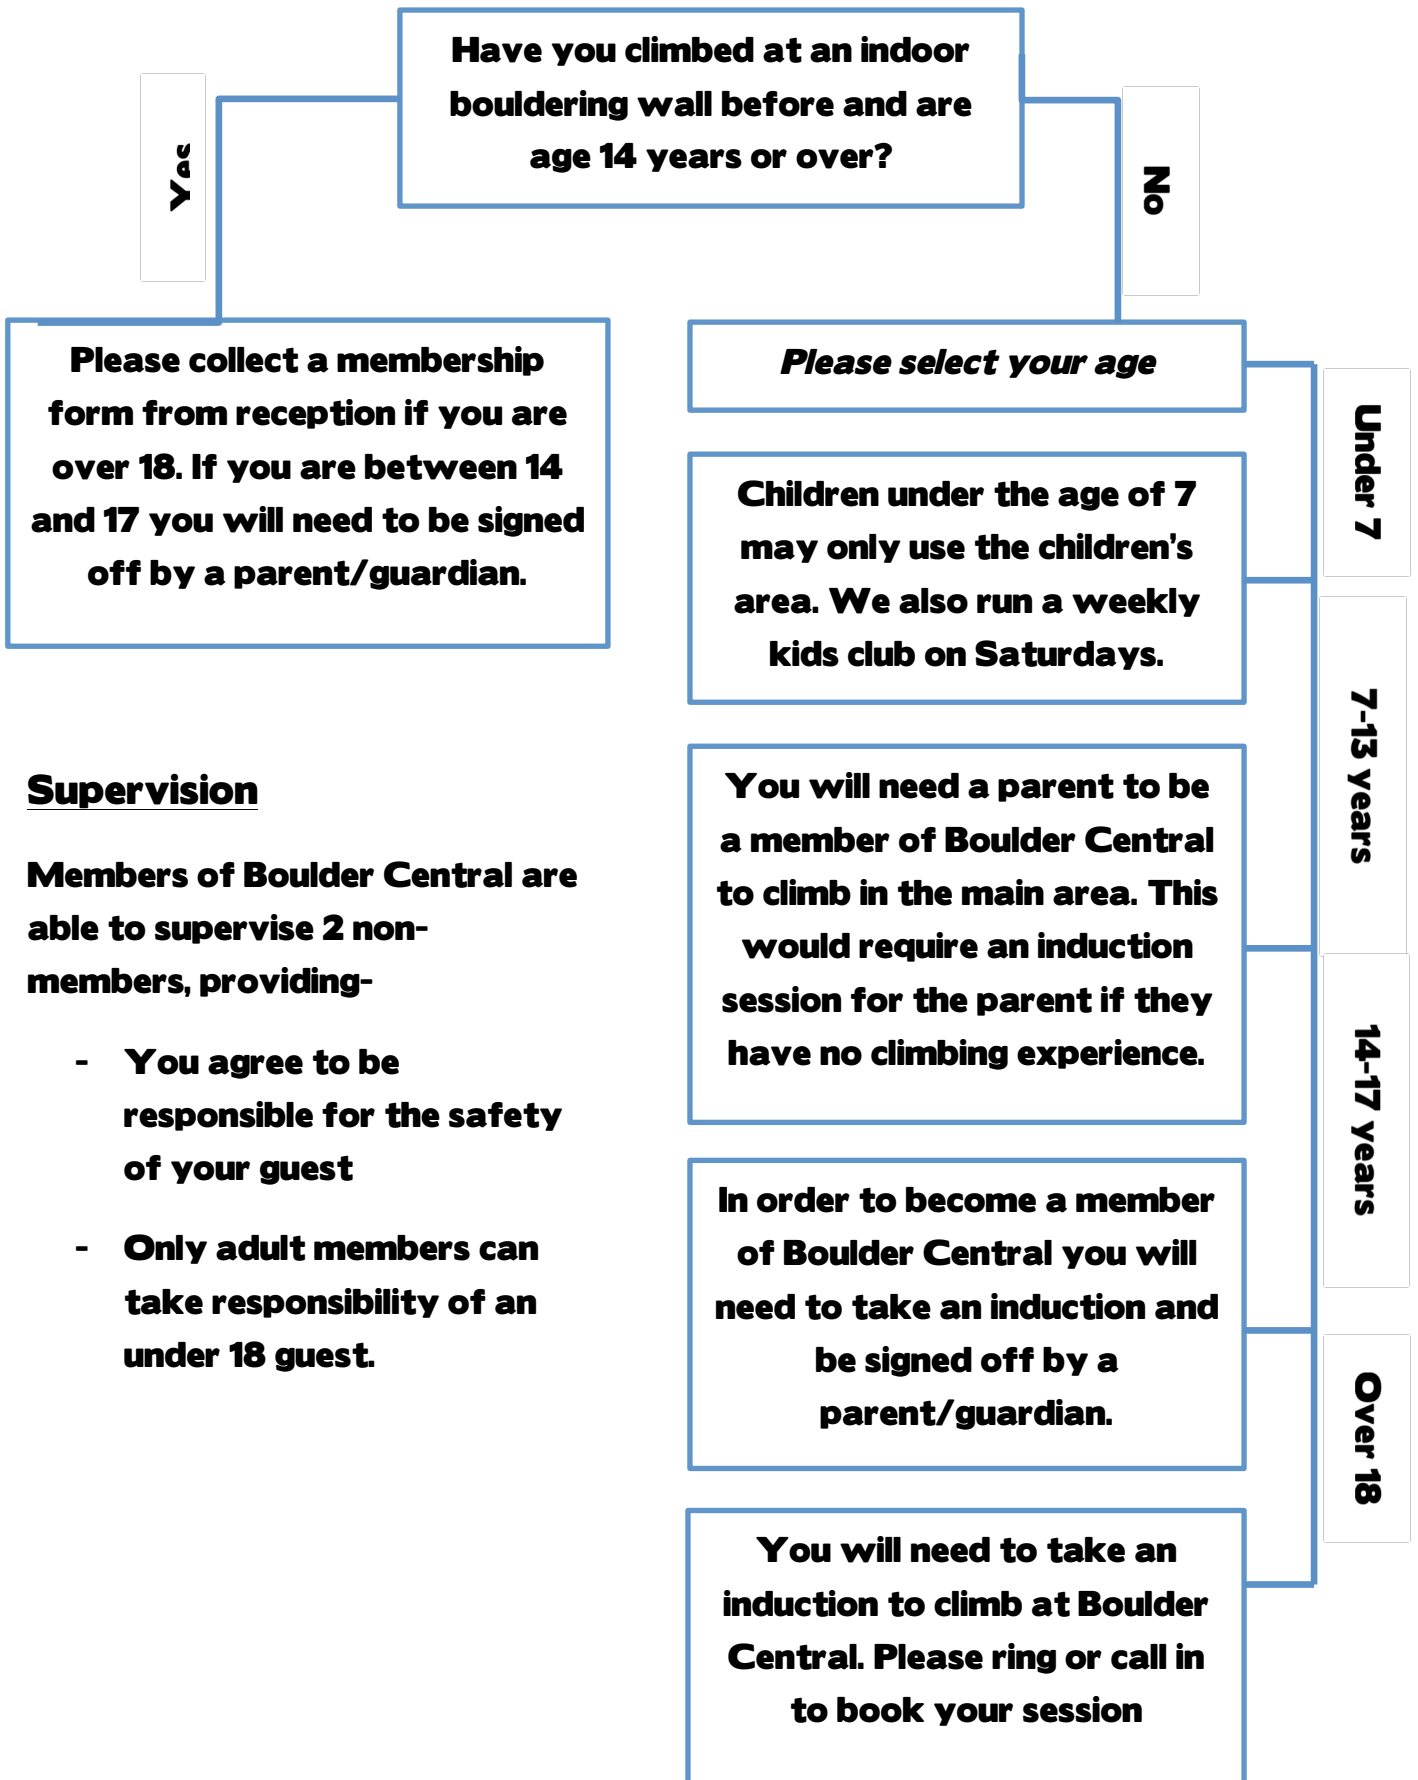 Have you climbed at an indoor
bouldering wall before and are
age 14 years or over?
Yes
No
Please collect a membership
form from reception if you are
over 18. If you are between 14
and 17 you will need to be signed
off by a parent/guardian.
Please select your age
Under 7
Children under the age of 7
may only use the children's
area. We also run a weekly
kids club on Saturdays.
7-13 years
You will need a parent to be
a member of Boulder Central
to climb in the main area. This
would require an induction
session for the parent if they
have no climbing experience.
14-17 years
In order to become a member
of Boulder Central you will
need to take an induction and
be signed off by a
parent/guardian.
Over 18
You will need to take an
induction to climb at Boulder
Central. Please ring or call in
to book your session
Supervision
Members of Boulder Central are
able to supervise 2 non-
members, providing-
- You agree to be
responsible for the safety
of your guest
- Only adult members can
take responsibility of an
under 18 guest.